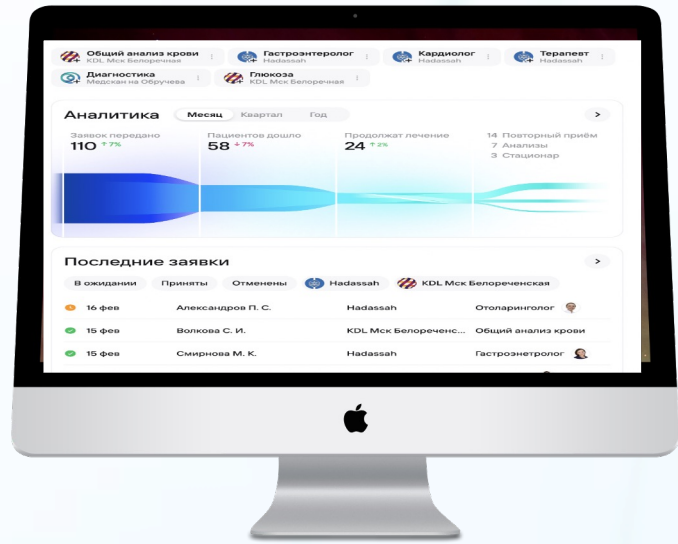 Общий анализ крови
KDL Мск Белоречная
Гастроэнтеролог
Hadassah
Кардиолог
Hadassah
Терапевт
Hadassah
Диагностика
Медскан на Обручева
Глюкоза
KDL Мск Белоречная
Аналитика Месяц Квартал Год >
Заявок передано
110 ↑ 7%
Пациентов дошло
58 ↓ 7%
Продолжат лечение
24 ↑ 2%
14 Повторный приём
7 Анализы
3 Стационар
Последние заявки >
В ожидании Приняты Отменены Hadassah KDL Мск Белореченская
16 фев Александров П. С. Hadassah Отоларинголог
15 фев Волкова С. И. KDL Мск Белореченс... Общий анализ крови
15 фев Смирнова М. К. Hadassah Гастроэнетролог